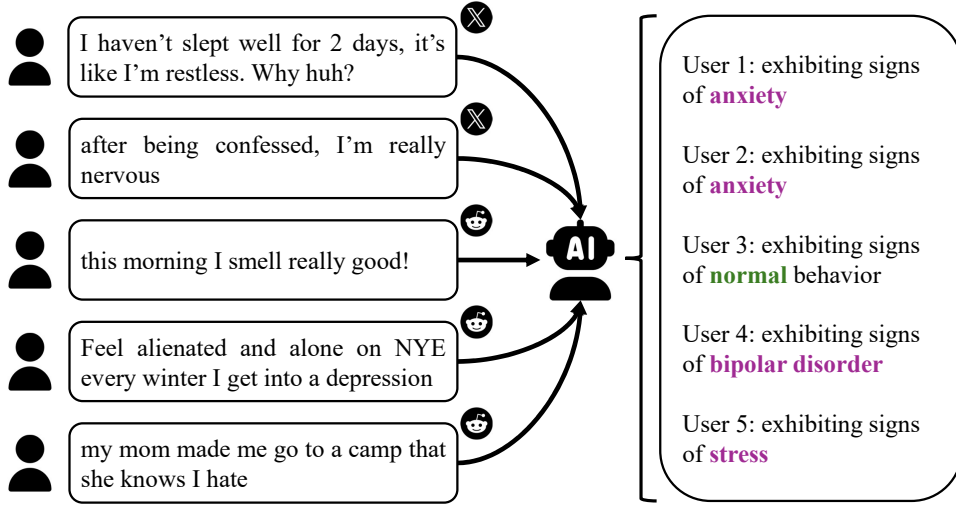 I haven't slept well for 2 days, it's
like I'm restless. Why huh?
after being confessed, I'm really
nervous
this morning I smell really good!
Feel alienated and alone on NYE
every winter I get into a depression
my mom made me go to a camp that
she knows I hate
AI
User 1: exhibiting signs
of anxiety
User 2: exhibiting signs
of anxiety
User 3: exhibiting signs
of normal behavior
User 4: exhibiting signs
of bipolar disorder
User 5: exhibiting signs
of stress